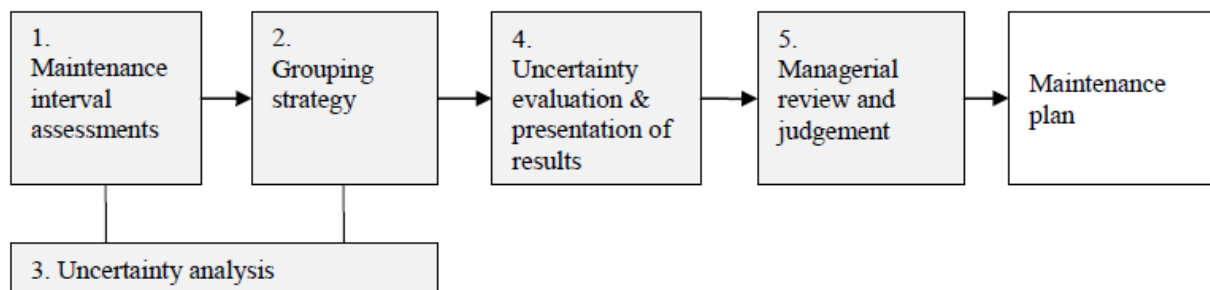 1.
Maintenance
interval
assessments
2.
Grouping
strategy
4.
Uncertainty
evaluation &
presentation of
results
5.
Managerial
review and
judgement
Maintenance
plan
3. Uncertainty analysis